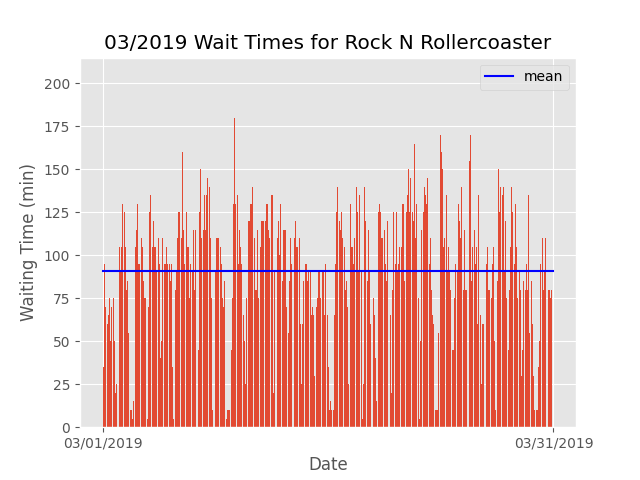 03/2019 Wait Times for Rock N Rollercoaster
mean
Waiting Time (min)
200
175
150
125
100
75
50
25
0
03/01/2019
03/31/2019
Date